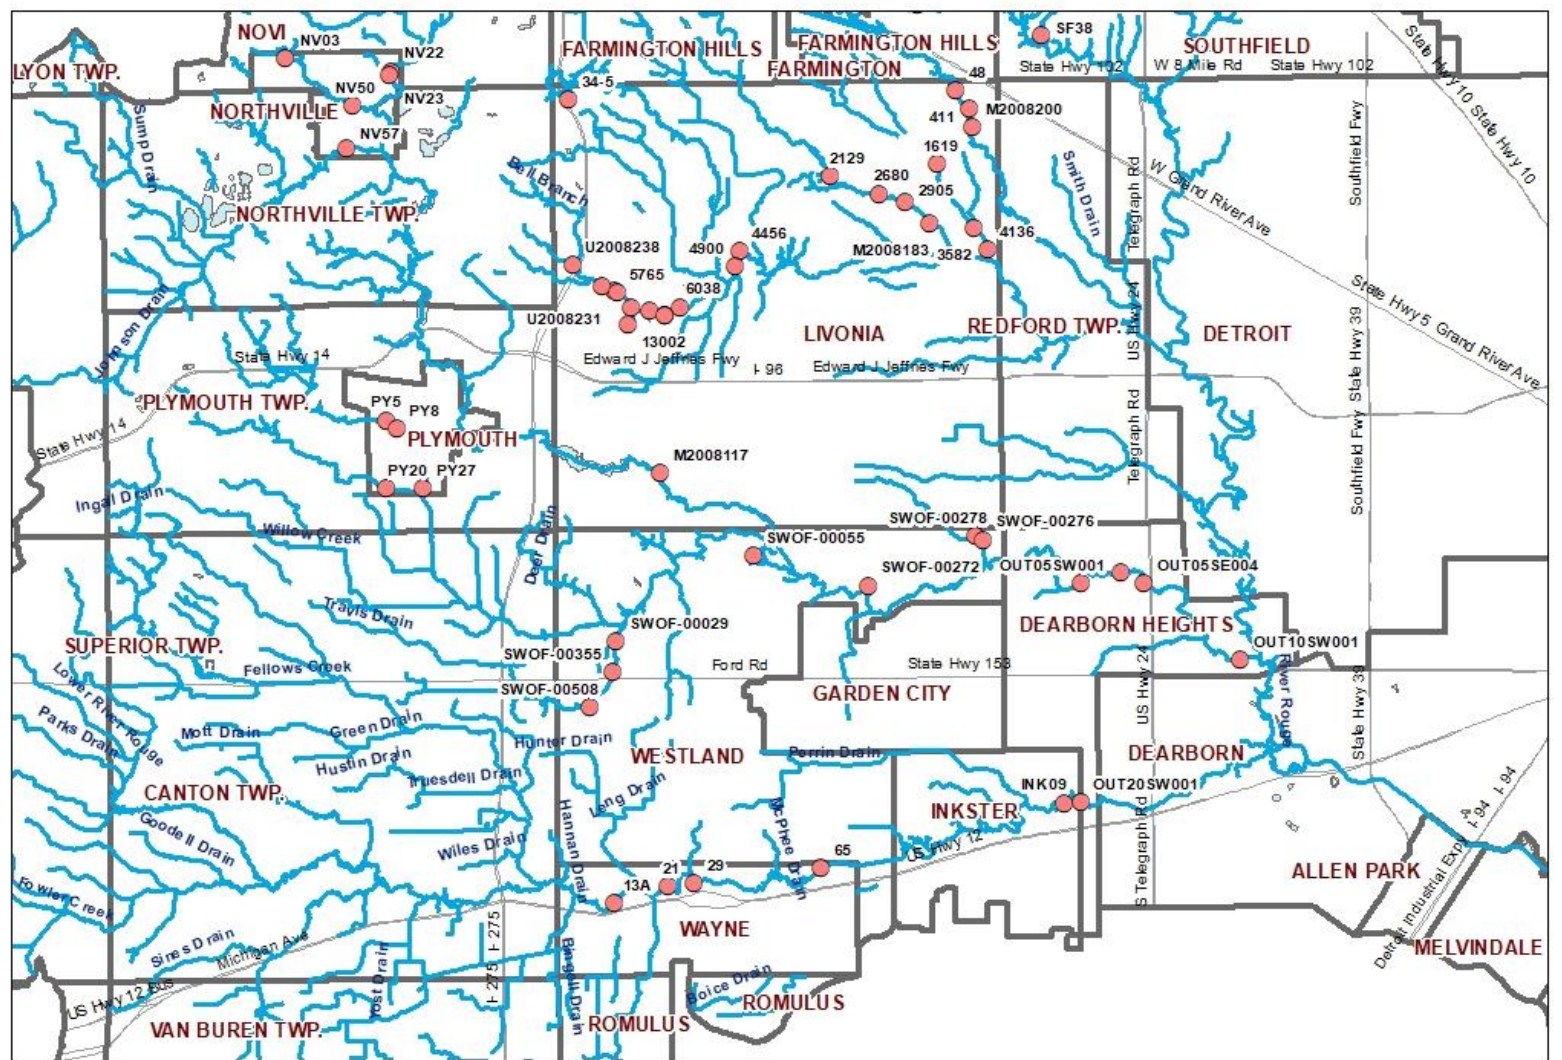 NOVI
NV03
NV22
FARMINGTON HILLS
FARMINGTON HILLS
SF38
SOUTHFIELD
State Hwy 10
State Hwy 10
LYON TWP.
FARMINGTON
State Hwy 102
W 8 Mile Rd
State Hwy 102
48
NV50
NV23
34-5
NORTHVILLE
M2008200
411
Sump Drain
NV57
1619
2129
2680
2905
Smith Drain
Telegraph Rd
W Grand River Ave
Southfield Fwy
Bell Branch
NORTHVILLE TWP.
4456
4900
U2008238
4136
M2008183
3582
5765
6038
US Hwy 24
State Hwy 5
Grand River Ave
Johnson Drain
U2008231
13002
LIVONIA
REDFORD TWP.
DETROIT
State Hwy 39
State Hwy 14
Edward J Jeffries Fwy
I- 96
Edward J Jeffries Fwy
PLYMOUTH TWP.
PY5
PY8
PLYMOUTH
State Hwy 14
Telegraph Rd
Southfield Fwy
M2008117
PY20
PY27
Ingall Drain
Willow Creek
Deer Drain
SWOF-00278
SWOF-00276
SWOF-00055
SWOF-00272
OUT05SW001
OUT05SE004
Travis Drain
SWOF-00029
DEARBORN HEIGHTS
SUPERIOR TWP.
OUT10SW001
SWOF-00355
Fellows Creek
Ford Rd
State Hwy 153
SWOF-00508
GARDEN CITY
US Hwy 24
River Rouge
State Hwy 39
Lower River Rouge
Parks Drain
Mott Drain
Green Drain
Hunter Drain
WESTLAND
Perrin Drain
DEARBORN
Hustin Drain
Truesdell Drain
CANTON TWP.
Leng Drain
INK09
OUT20SW001
I-94
I-94
Goodell Drain
Hannan Drain
McPhee Drain
INKSTER
Wiles Drain
65
US Hwy 12
S Telegraph Rd
ALLEN PARK
Detroit Industrial Expy
21
29
13A
Fowler Creek
WAYNE
Sines Drain
Michigan Ave
I- 275
I- 275
MELVINDALE
Yost Drain
Bingell Drain
Boice Drain
US Hwy 12 Bus
ROMULUS
VAN BUREN TWP.
ROMULUS